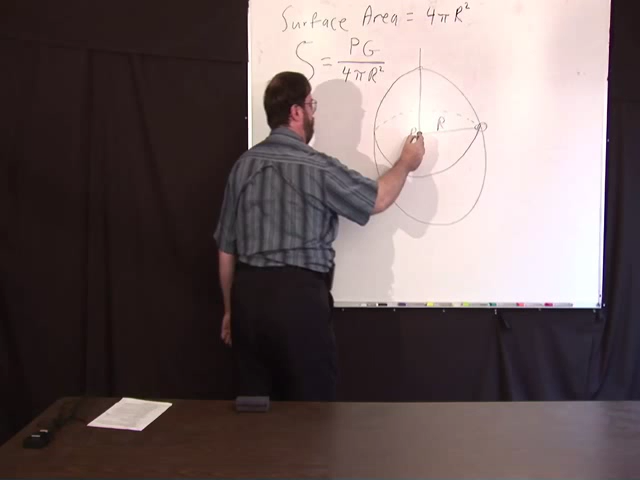 Surface Area = 4πR²
S = PG / 4πR²
R